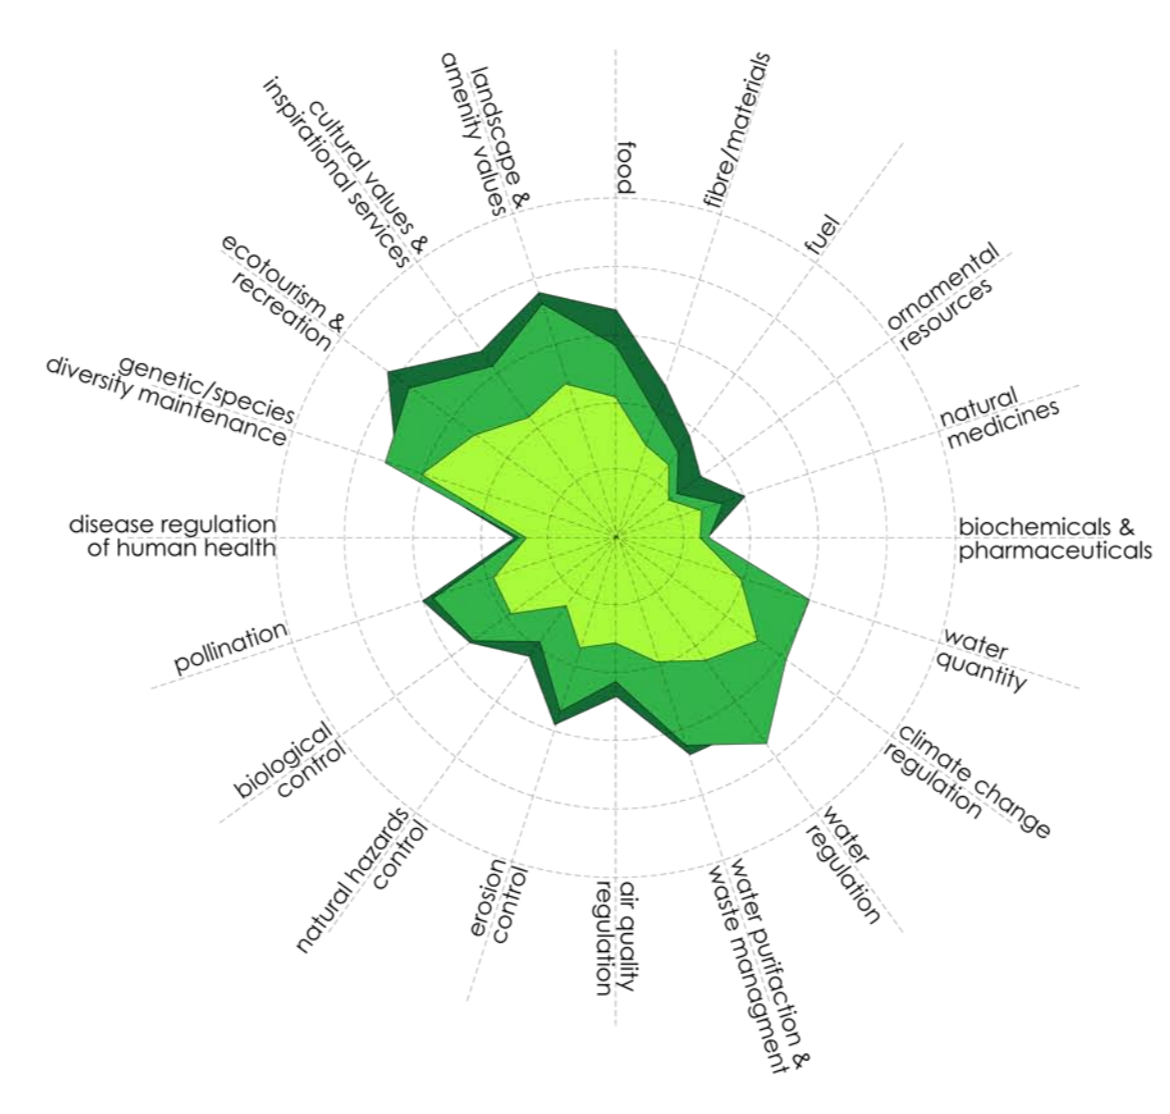 food
fibre/materials
fuel
ornamental
resources
natural
medicines
biochemicals &
pharmaceuticals
water
quantity
climate change
regulation
water
regulation
water purifaction &
waste managment
air quality
regulation
erosion
control
natural hazards
control
biological
control
pollination
disease regulation
of human health
genetic/species
diversity maintenance
ecotourism &
recreation
cultural values &
inspirational services
landscape &
amenity values